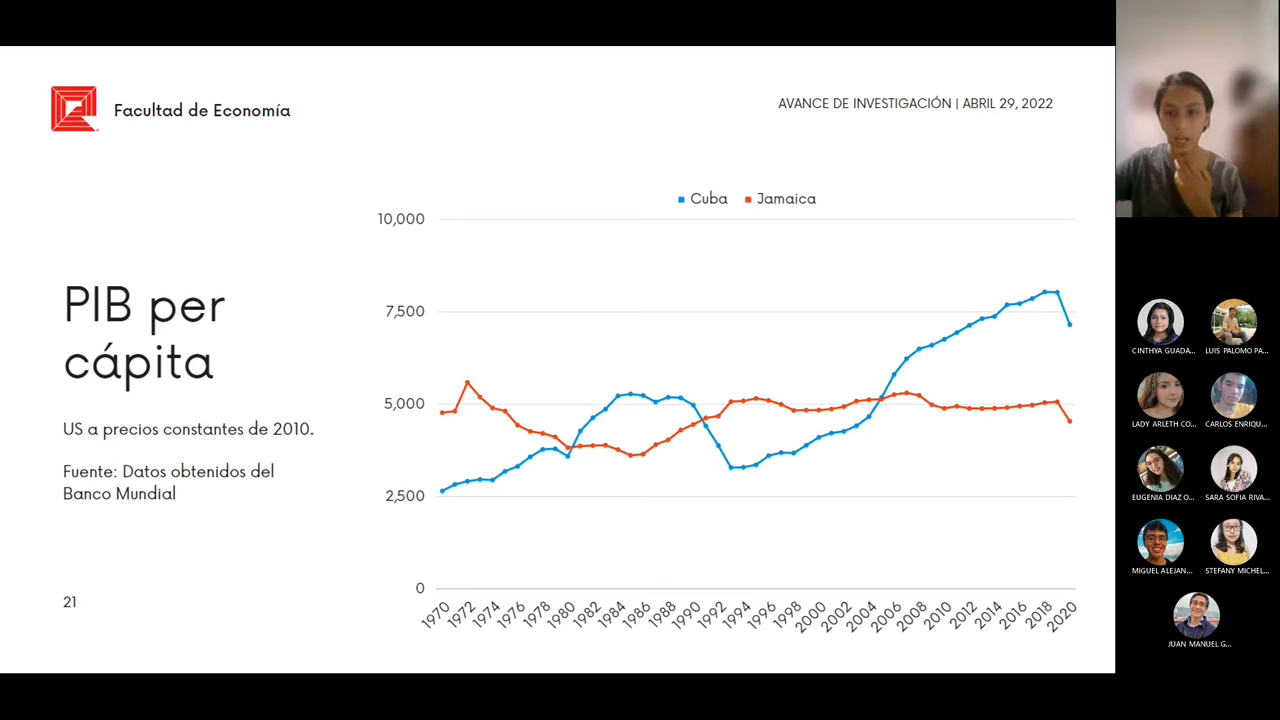 Facultad de Economía
AVANCE DE INVESTIGACIÓN | ABRIL 29, 2022
Cuba
Jamaica
PIB per
cápita
US a precios constantes de 2010.
Fuente: Datos obtenidos del
Banco Mundial
21
10,000
7,500
5,000
2,500
0
1970 1972 1974 1976 1978 1980 1982 1984 1986 1988 1990 1992 1994 1996 1998 2000 2002 2004 2006 2008 2010 2012 2014 2016 2018 2020
CINTHYA GUADA...
LUIS PALOMO PA...
LADY ARLETH CO...
CARLOS ENRIQU...
EUGENIA DIAZ O...
SARA SOFIA RIVA...
MIGUEL ALEJAN...
STEFANY MICHEL...
JUAN MANUEL G...